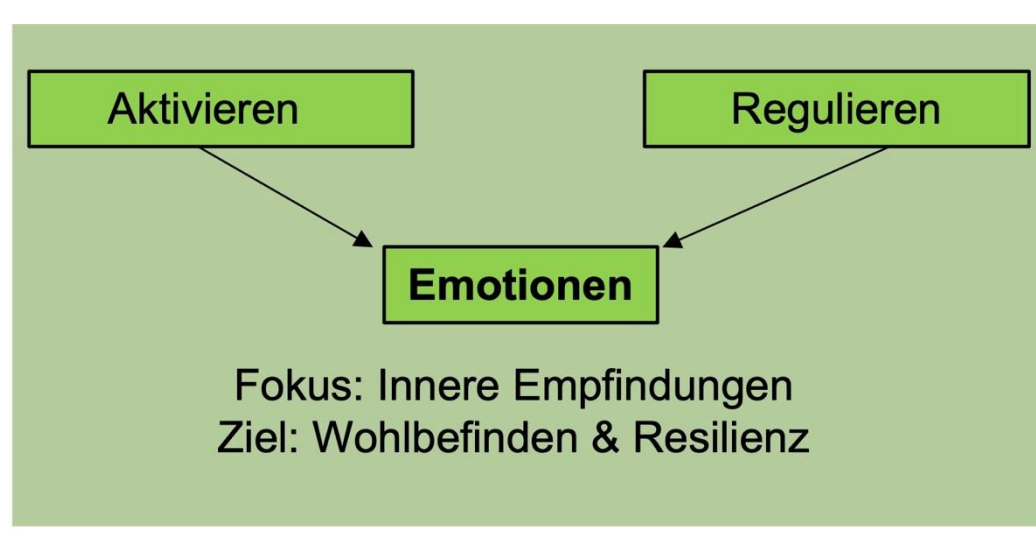 Aktivieren
Regulieren
Emotionen
Fokus: Innere Empfindungen
Ziel: Wohlbefinden & Resilienz